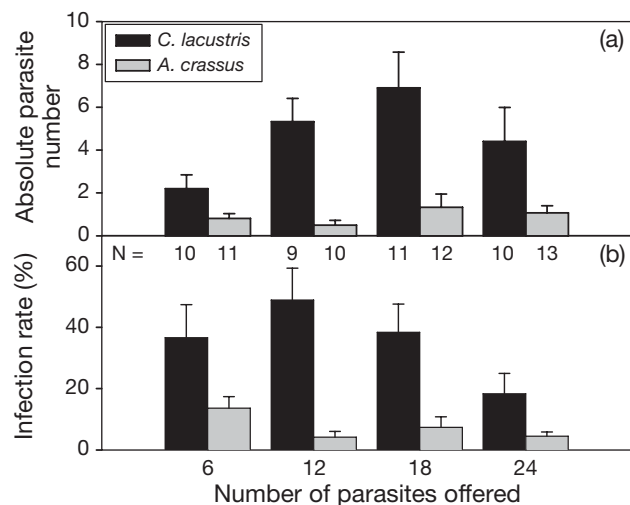 10
(a)
C. lacustris
A. crassus
8
6
4
2
0
Absolute parasite
number
N = 10 11 9 10 11 12 10 13
(b)
60
40
20
0
Infection rate (%)
6 12 18 24
Number of parasites offered